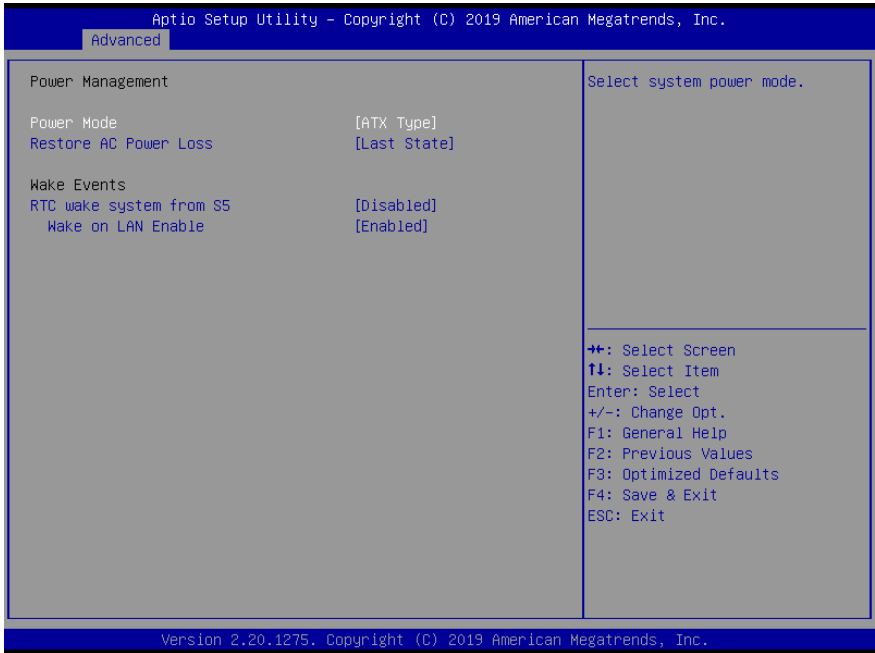 Aptio Setup Utility – Copyright (C) 2019 American Megatrends, Inc.
Advanced
Power Management
Power Mode [ATX Type]
Restore AC Power Loss [Last State]
Wake Events
RTC wake system from S5 [Disabled]
Wake on LAN Enable [Enabled]
Select system power mode.
→←: Select Screen
↑↓: Select Item
Enter: Select
+/-: Change Opt.
F1: General Help
F2: Previous Values
F3: Optimized Defaults
F4: Save & Exit
ESC: Exit
Version 2.20.1275. Copyright (C) 2019 American Megatrends, Inc.